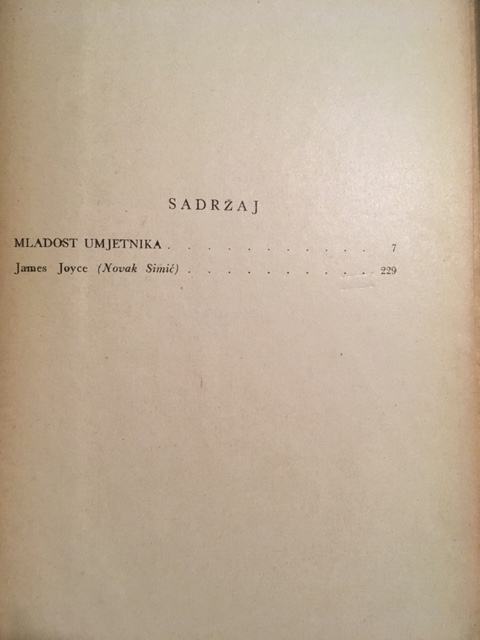 SADRŽAJ
MLADOST UMJETNIKA . . . . . . . . . . . 7
James Joyce (Novak Simić) . . . . . . . . . . . 229